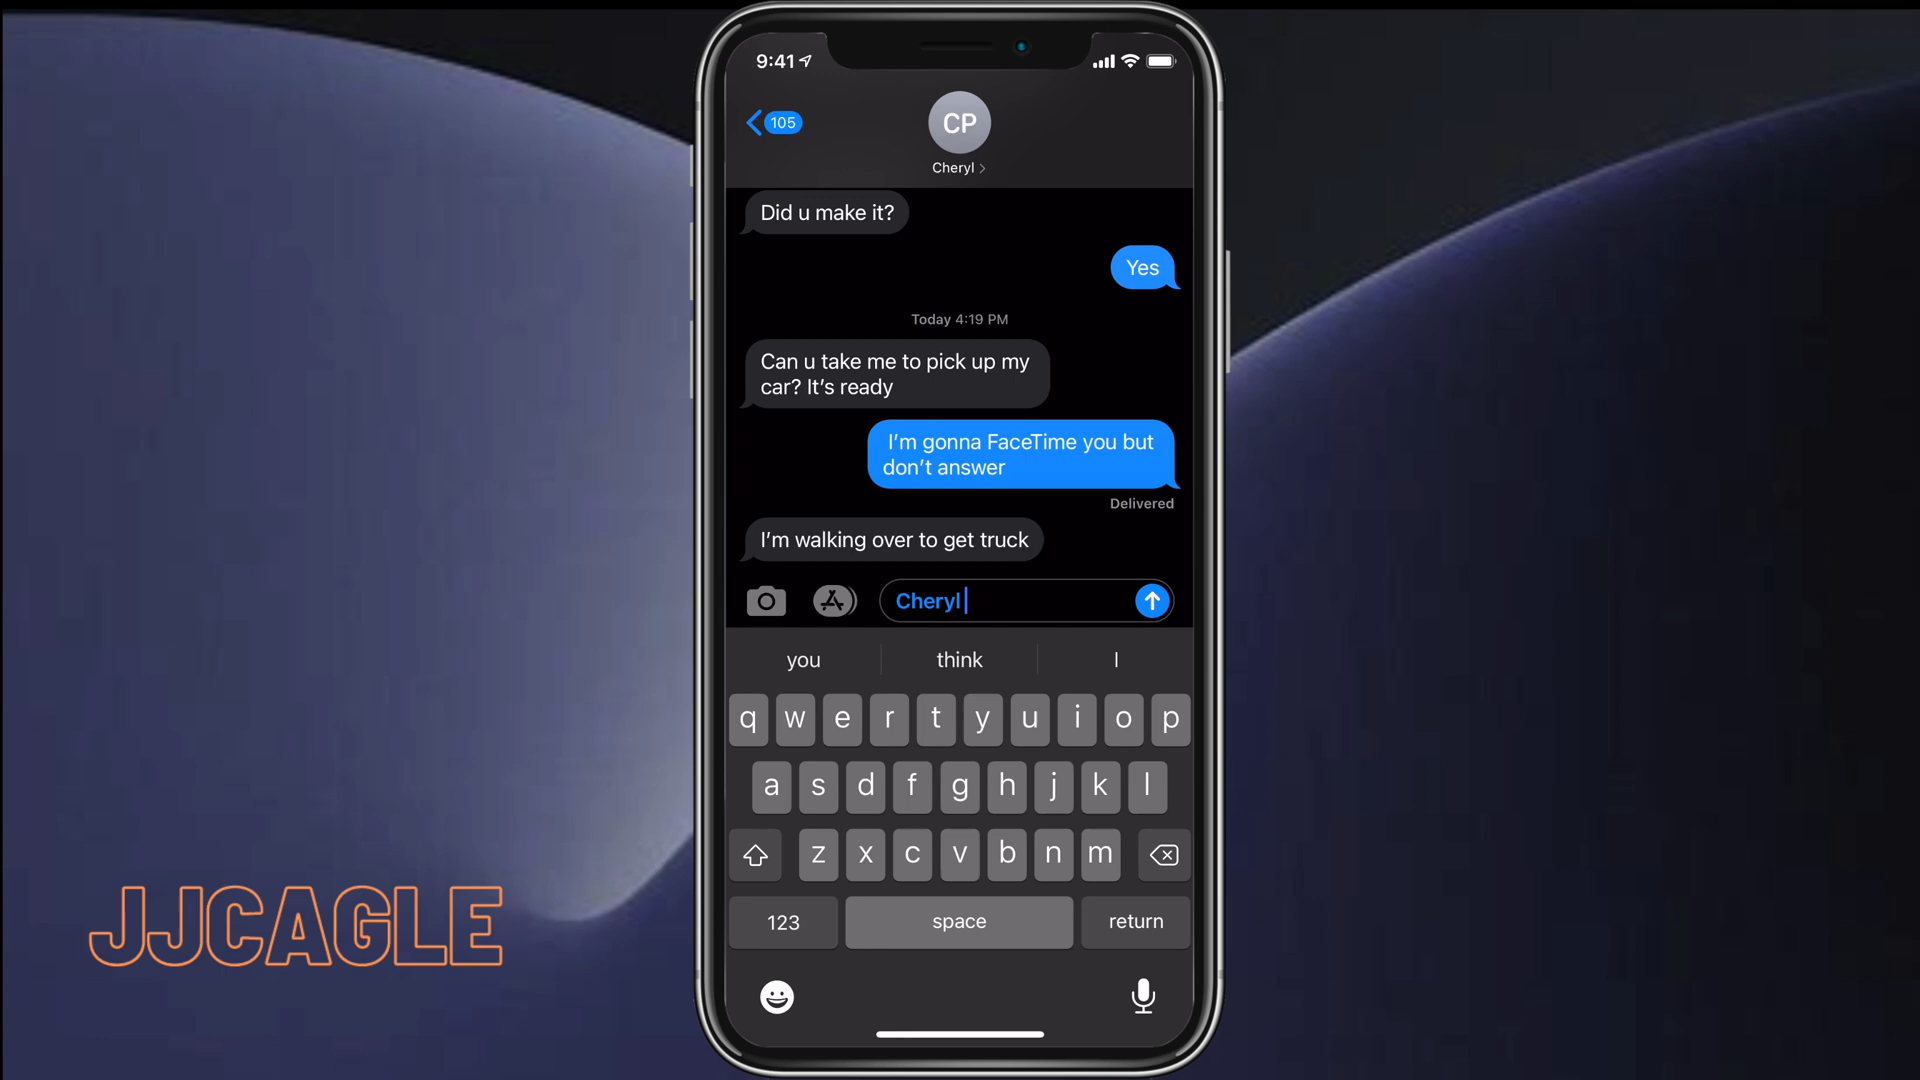 9:41
105
CP
Cheryl
Did u make it?
Yes
Today 4:19 PM
Can u take me to pick up my
car? It’s ready
I’m gonna FaceTime you but
don’t answer
Delivered
I’m walking over to get truck
Cheryl
you think I
q w e r t y u i o p
a s d f g h j k l
z x c v b n m
123 space return
JJCAGLE